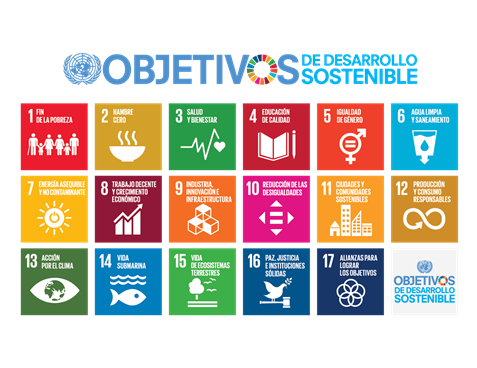 OBJETIVOS
DE DESARROLLO
SOSTENIBLE
1 FIN
DE LA POBREZA
2 HAMBRE
CERO
3 SALUD
Y BIENESTAR
4 EDUCACIÓN
DE CALIDAD
5 IGUALDAD
DE GÉNERO
6 AGUA LIMPIA
Y SANEAMIENTO
7 ENERGÍA ASEQUIBLE
Y NO CONTAMINANTE
8 TRABAJO DECENTE
Y CRECIMIENTO
ECONÓMICO
9 INDUSTRIA,
INNOVACIÓN E
INFRAESTRUCTURA
10 REDUCCIÓN DE LAS
DESIGUALDADES
11 CIUDADES Y
COMUNIDADES
SOSTENIBLES
12 PRODUCCIÓN
Y CONSUMO
RESPONSABLES
13 ACCIÓN
POR EL CLIMA
14 VIDA
SUBMARINA
15 VIDA
DE ECOSISTEMAS
TERRESTRES
16 PAZ, JUSTICIA
E INSTITUCIONES
SÓLIDAS
17 ALIANZAS PARA
LOGRAR
LOS OBJETIVOS
OBJETIVOS
DE DESARROLLO
SOSTENIBLE